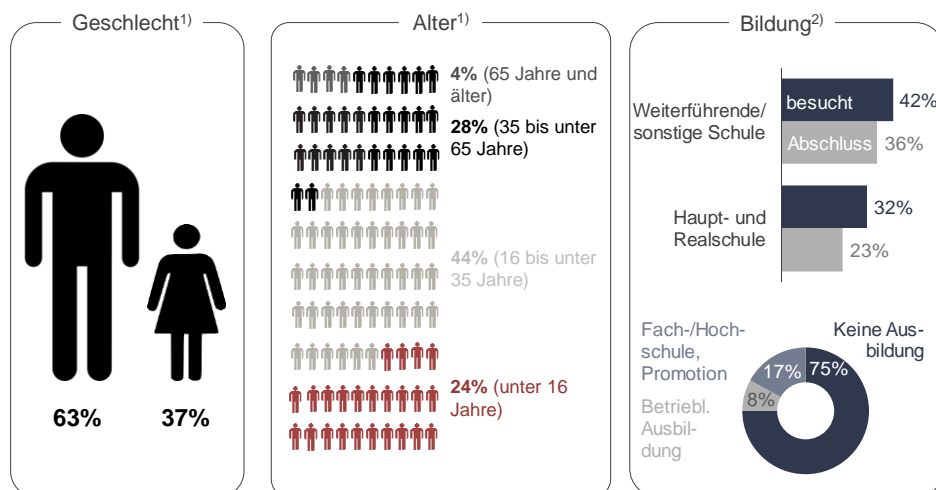 Geschlecht1)
63%
37%
Alter1)
4% (65 Jahre und
älter)
28% (35 bis unter
65 Jahre)
44% (16 bis unter
35 Jahre)
24% (unter 16
Jahre)
Bildung2)
Weiterführende/
sonstige Schule
besucht
42%
Abschluss
36%
Haupt- und
Realschule
32%
23%
Fach-/Hoch-
schule,
Promotion
Keine Aus-
bildung
17%
75%
8%
Betriebl.
Ausbil-
dung